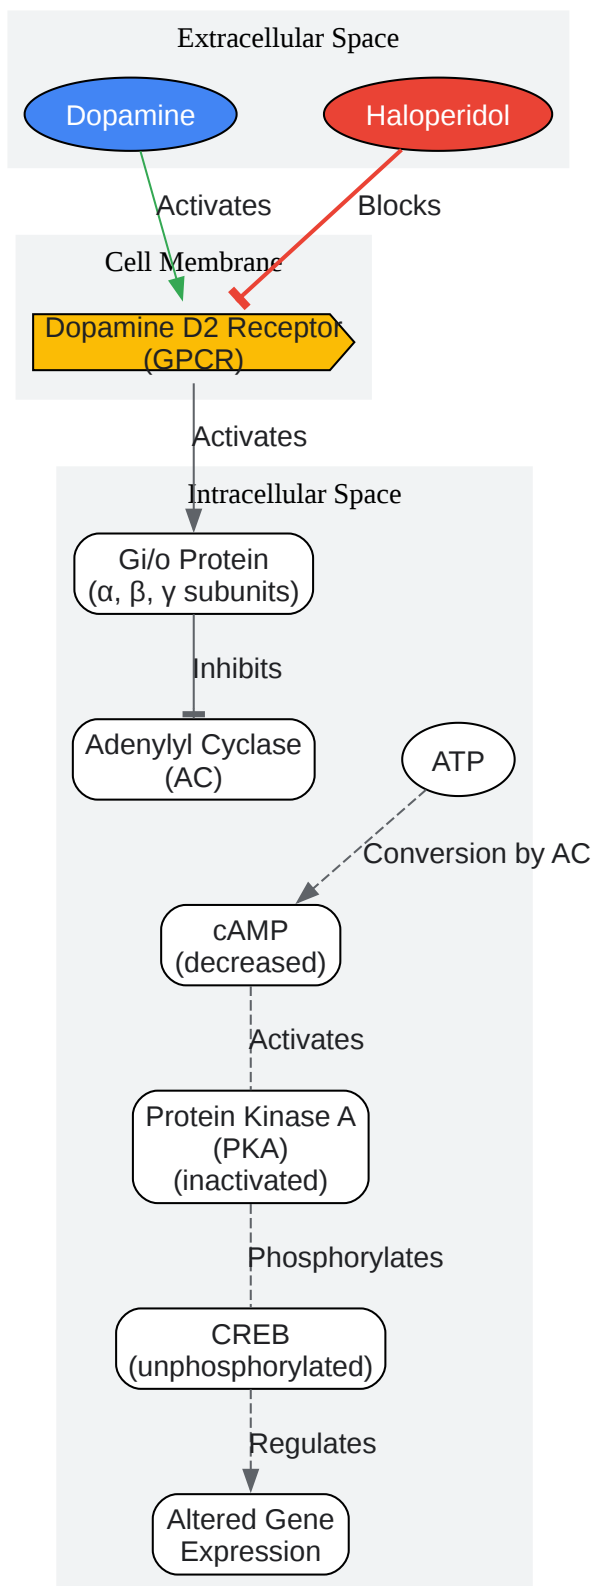 Extracellular Space
Dopamine
Haloperidol
Activates
Blocks
Cell Membrane
Dopamine D2 Receptor
(GPCR)
Activates
Intracellular Space
Gi/o Protein
(α, β, γ subunits)
Inhibits
Adenylyl Cyclase
(AC)
ATP
Conversion by AC
cAMP
(decreased)
Activates
Protein Kinase A
(PKA)
(inactivated)
Phosphorylates
CREB
(unphosphorylated)
Regulates
Altered Gene
Expression